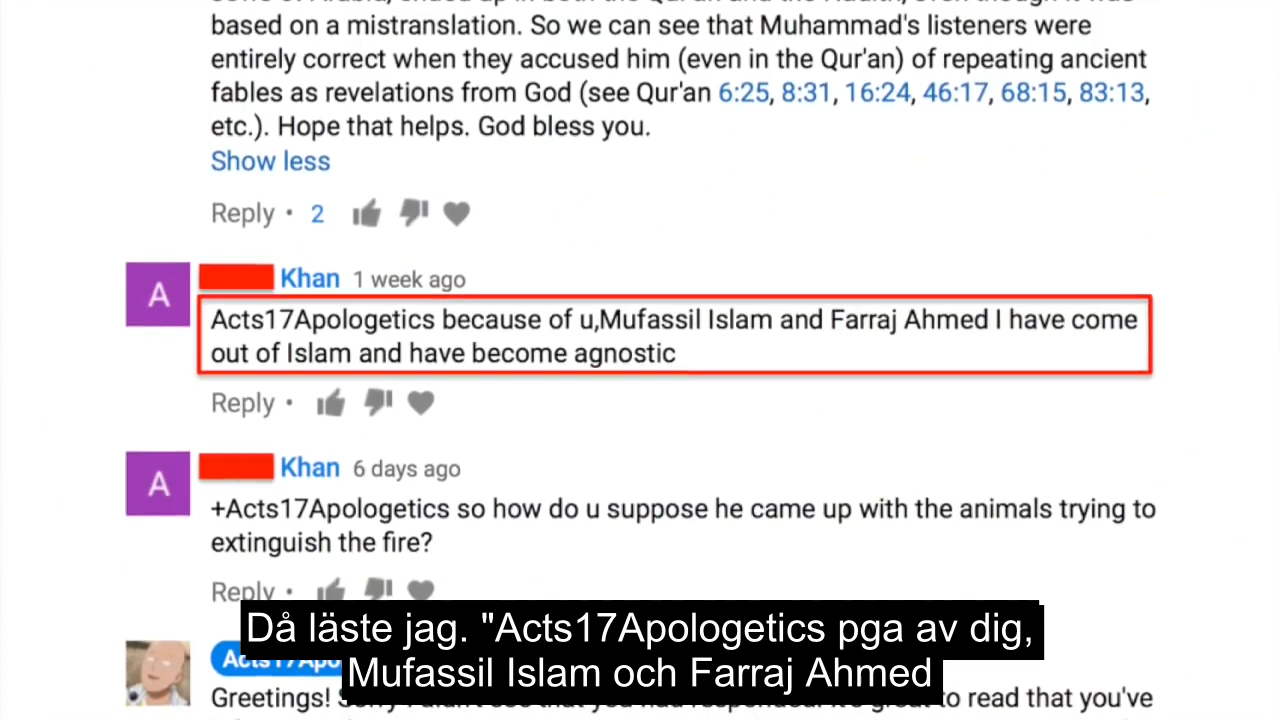 based on a mistranslation. So we can see that Muhammad's listeners were
entirely correct when they accused him (even in the Qur'an) of repeating ancient
fables as revelations from God (see Qur'an 6:25, 8:31, 16:24, 46:17, 68:15, 83:13,
etc.). Hope that helps. God bless you.
Show less
Reply • 2
A
Khan 1 week ago
Acts17Apologetics because of u,Mufassil Islam and Farraj Ahmed I have come
out of Islam and have become agnostic
Reply •
A
Khan 6 days ago
+Acts17Apologetics so how do u suppose he came up with the animals trying to
extinguish the fire?
Reply •
Då läste jag. "Acts17Apologetics pga av dig,
Mufassil Islam och Farraj Ahmed
Greetings! to read that you've